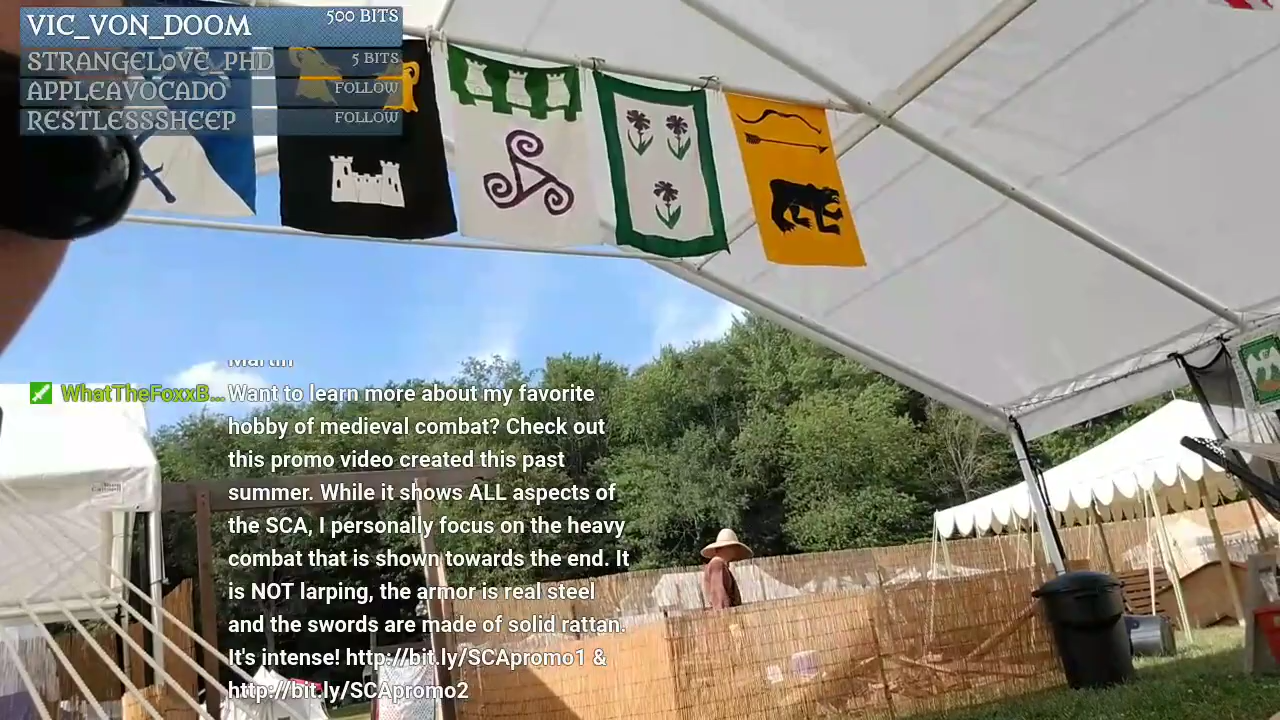 VIC_VON_DOOM 500 BITS
STRANGELOVE_PHD 5 BITS
APPLEAVOCADO FOLLOW
RESTLESSSHEEP FOLLOW
Martin
WhatTheFoxxB... Want to learn more about my favorite
hobby of medieval combat? Check out
this promo video created this past
summer. While it shows ALL aspects of
the SCA, I personally focus on the heavy
combat that is shown towards the end. It
is NOT larping, the armor is real steel
and the swords are made of solid rattan.
It's intense! http://bit.ly/SCApromo1 &
http://bit.ly/SCApromo2